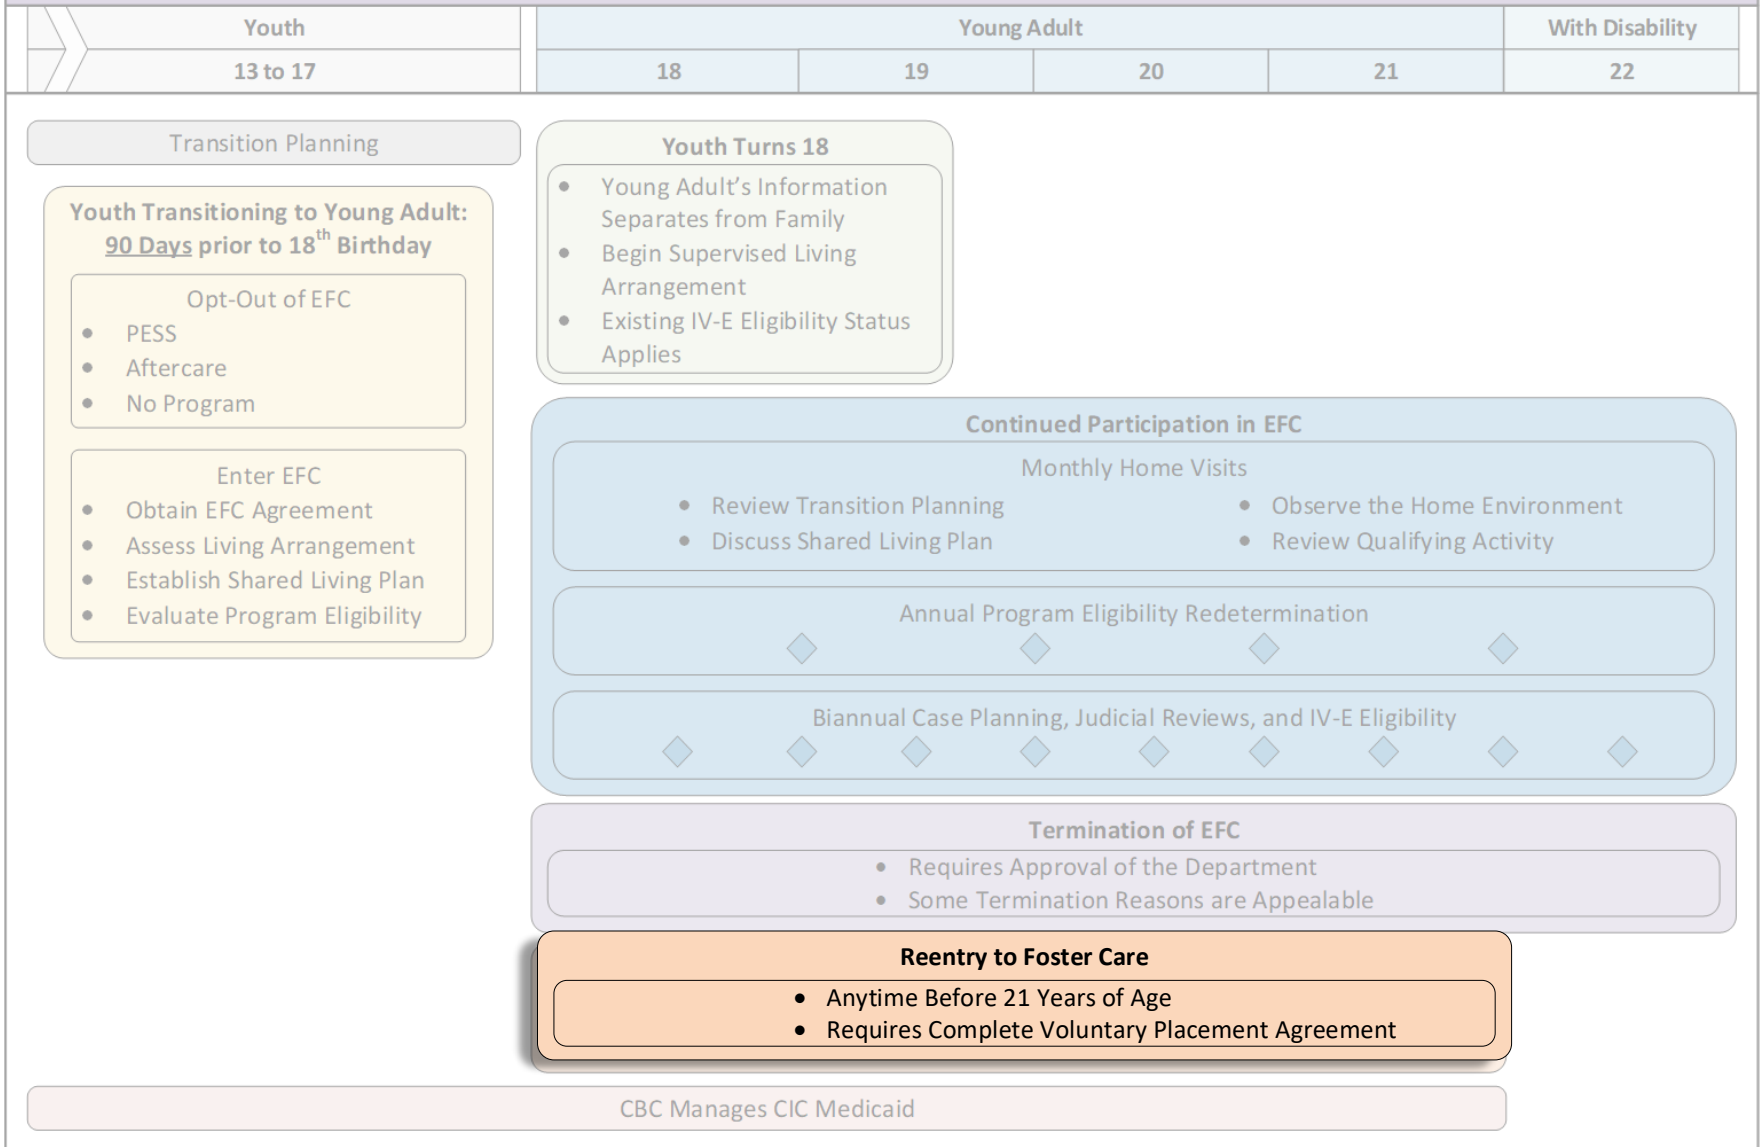 Youth
Young Adult
With Disability
13 to 17
18
19
20
21
22
Transition Planning
Youth Transitioning to Young Adult:
90 Days prior to 18th Birthday
Opt-Out of EFC
• PESS
• Aftercare
• No Program
Enter EFC
• Obtain EFC Agreement
• Assess Living Arrangement
• Establish Shared Living Plan
• Evaluate Program Eligibility
Youth Turns 18
• Young Adult’s Information
Separates from Family
• Begin Supervised Living
Arrangement
• Existing IV-E Eligibility Status
Applies
Continued Participation in EFC
Monthly Home Visits
• Review Transition Planning
• Discuss Shared Living Plan
• Observe the Home Environment
• Review Qualifying Activity
Annual Program Eligibility Redetermination
Biannual Case Planning, Judicial Reviews, and IV-E Eligibility
Termination of EFC
• Requires Approval of the Department
• Some Termination Reasons are Appealable
Reentry to Foster Care
• Anytime Before 21 Years of Age
• Requires Complete Voluntary Placement Agreement
CBC Manages CIC Medicaid